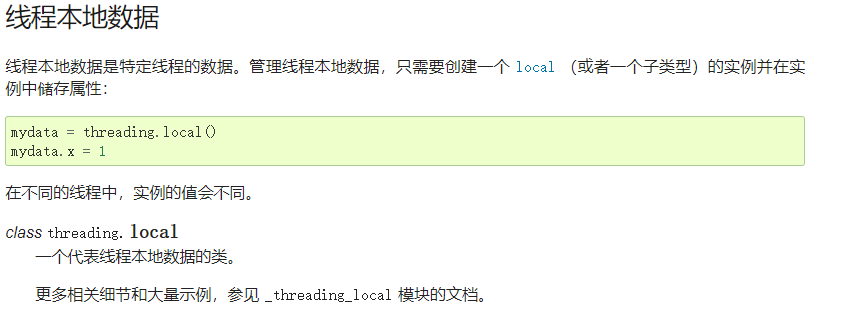 线程本地数据
线程本地数据是特定线程的数据。管理线程本地数据，只需要创建一个 local （或者一个子类型）的实例并在实
例中储存属性：
mydata = threading.local()
mydata.x = 1
在不同的线程中，实例的值会不同。
class threading.local
一个代表线程本地数据的类。
更多相关细节和大量示例，参见 _threading_local 模块的文档。